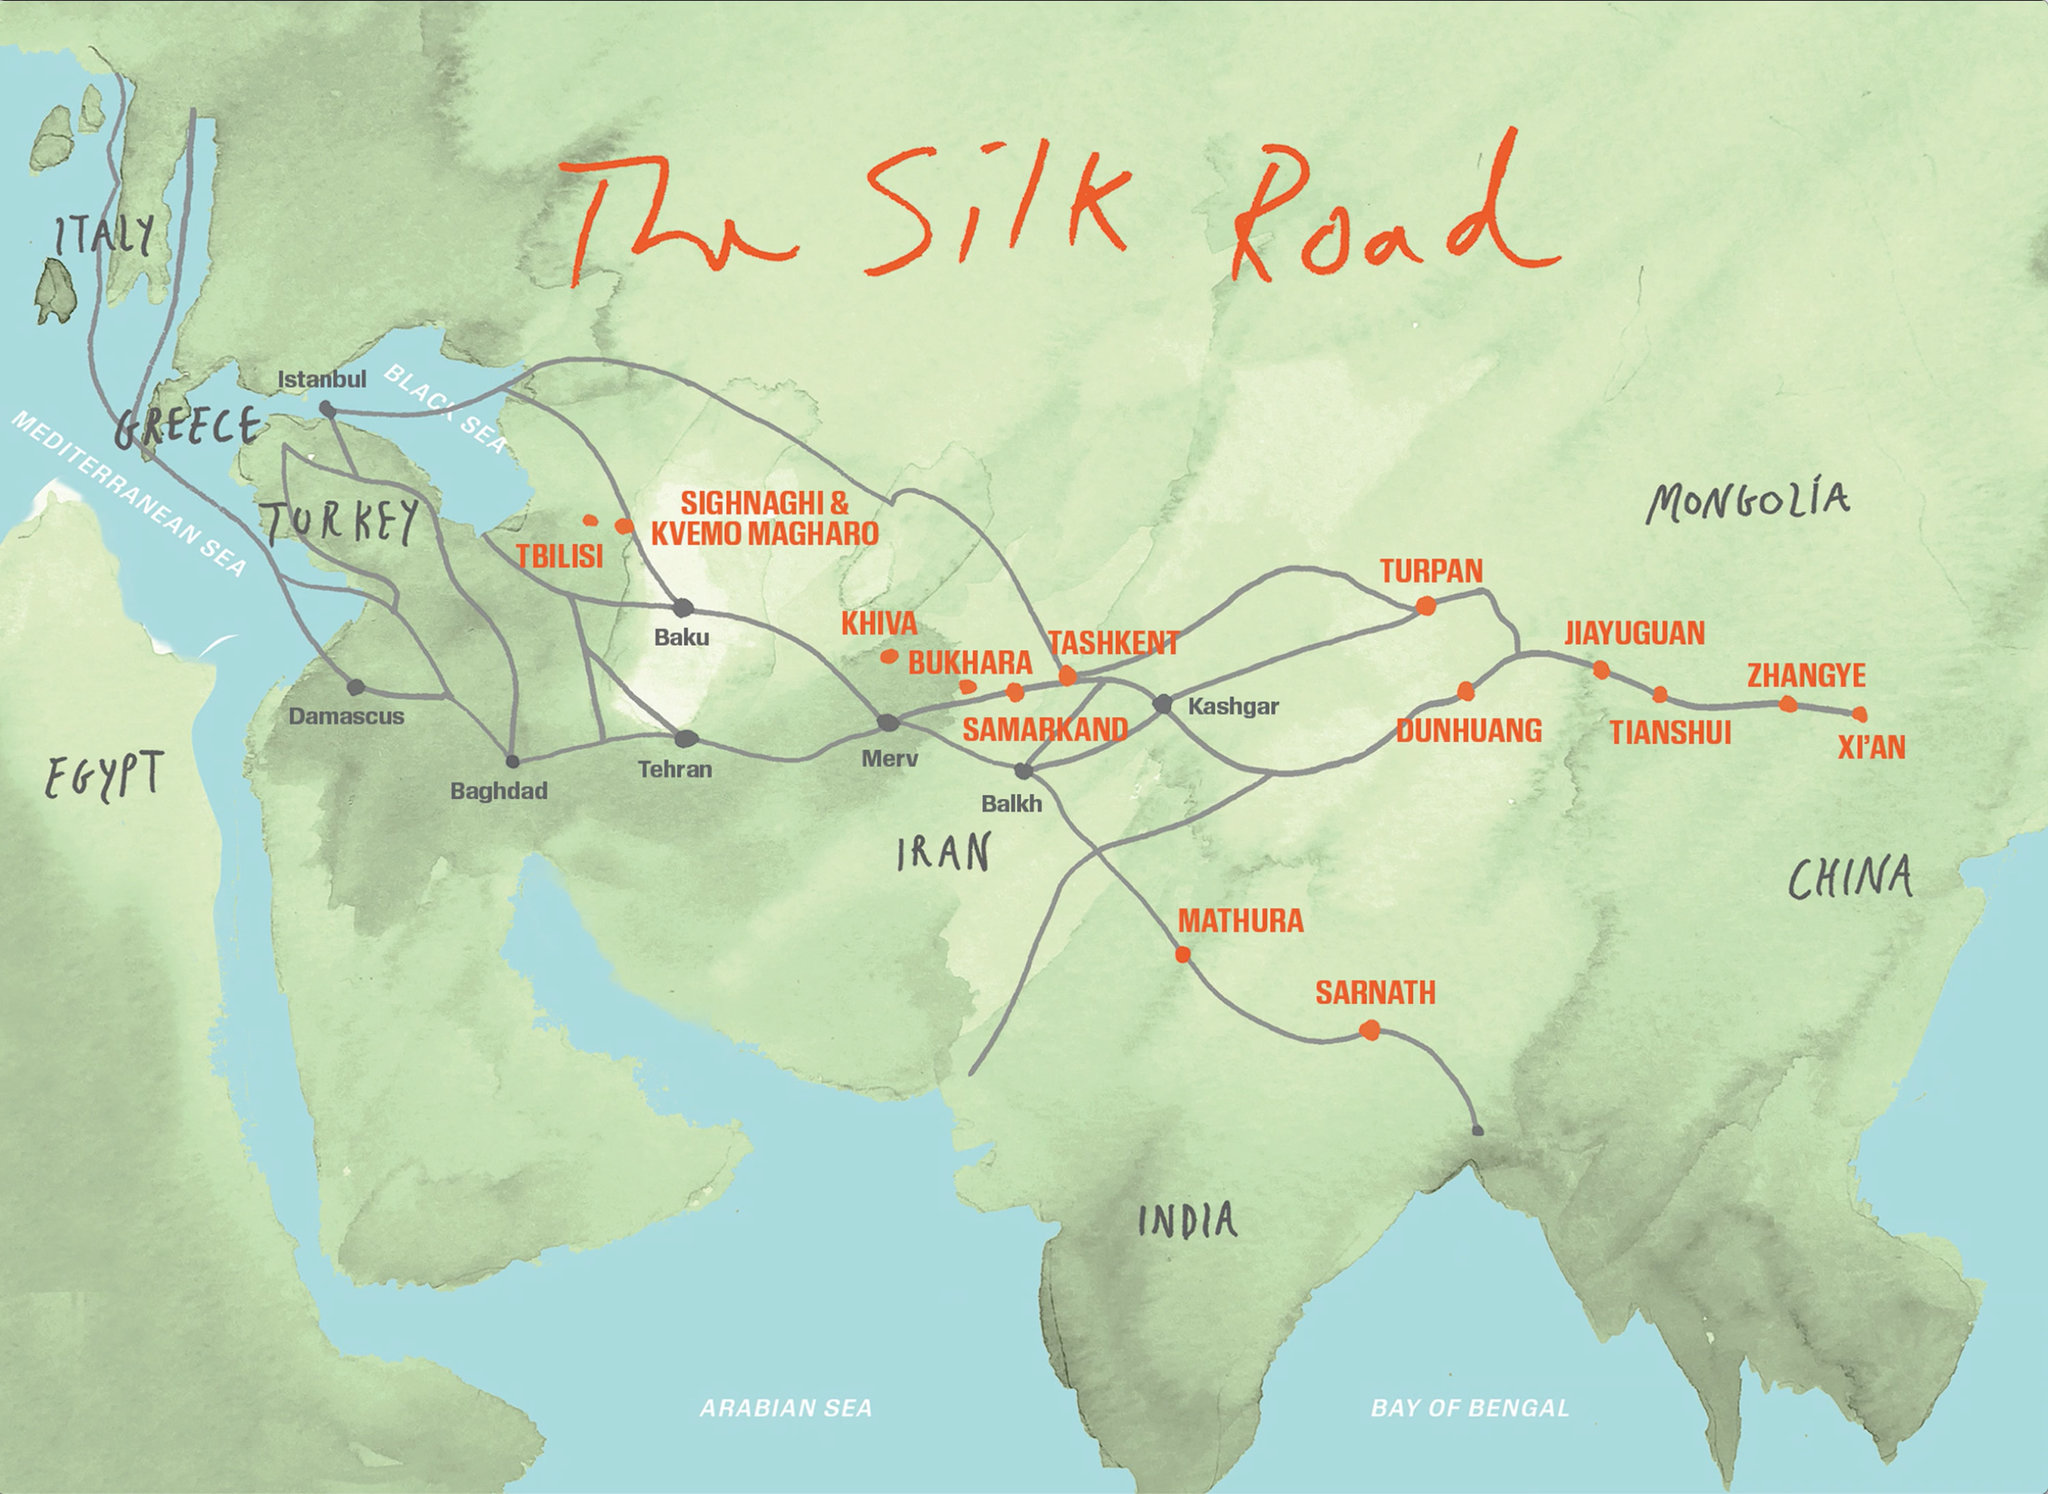 The Silk Road
ITALY
Istanbul
BLACK SEA
GREECE
MEDITERRANEAN SEA
TURKEY
SIGHNAGHI &
KVEMO MAGHARO
TBILISI
MONGOLIA
TURPAN
KHIVA
Baku
BUKHARA
TASHKENT
JIAYUGUAN
ZHANGYE
Kashgar
Damascus
SAMARKAND
DUNHUANG
TIANSHUI
XI'AN
Merv
Tehran
EGYPT
Baghdad
Balkh
IRAN
CHINA
MATHURA
SARNATH
INDIA
ARABIAN SEA
BAY OF BENGAL